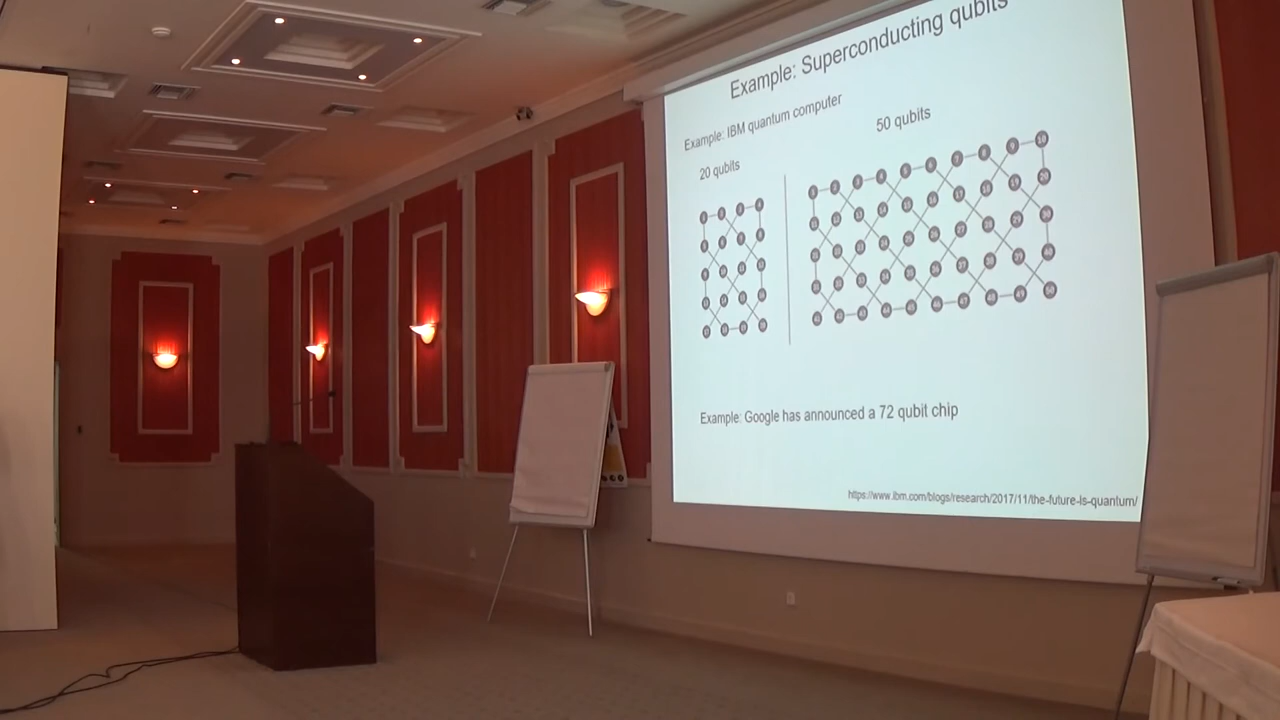 Example: Superconducting qubits
Example: IBM quantum computer
20 qubits
50 qubits
Example: Google has announced a 72 qubit chip
https://www.ibm.com/blogs/research/2017/11/the-future-is-quantum/